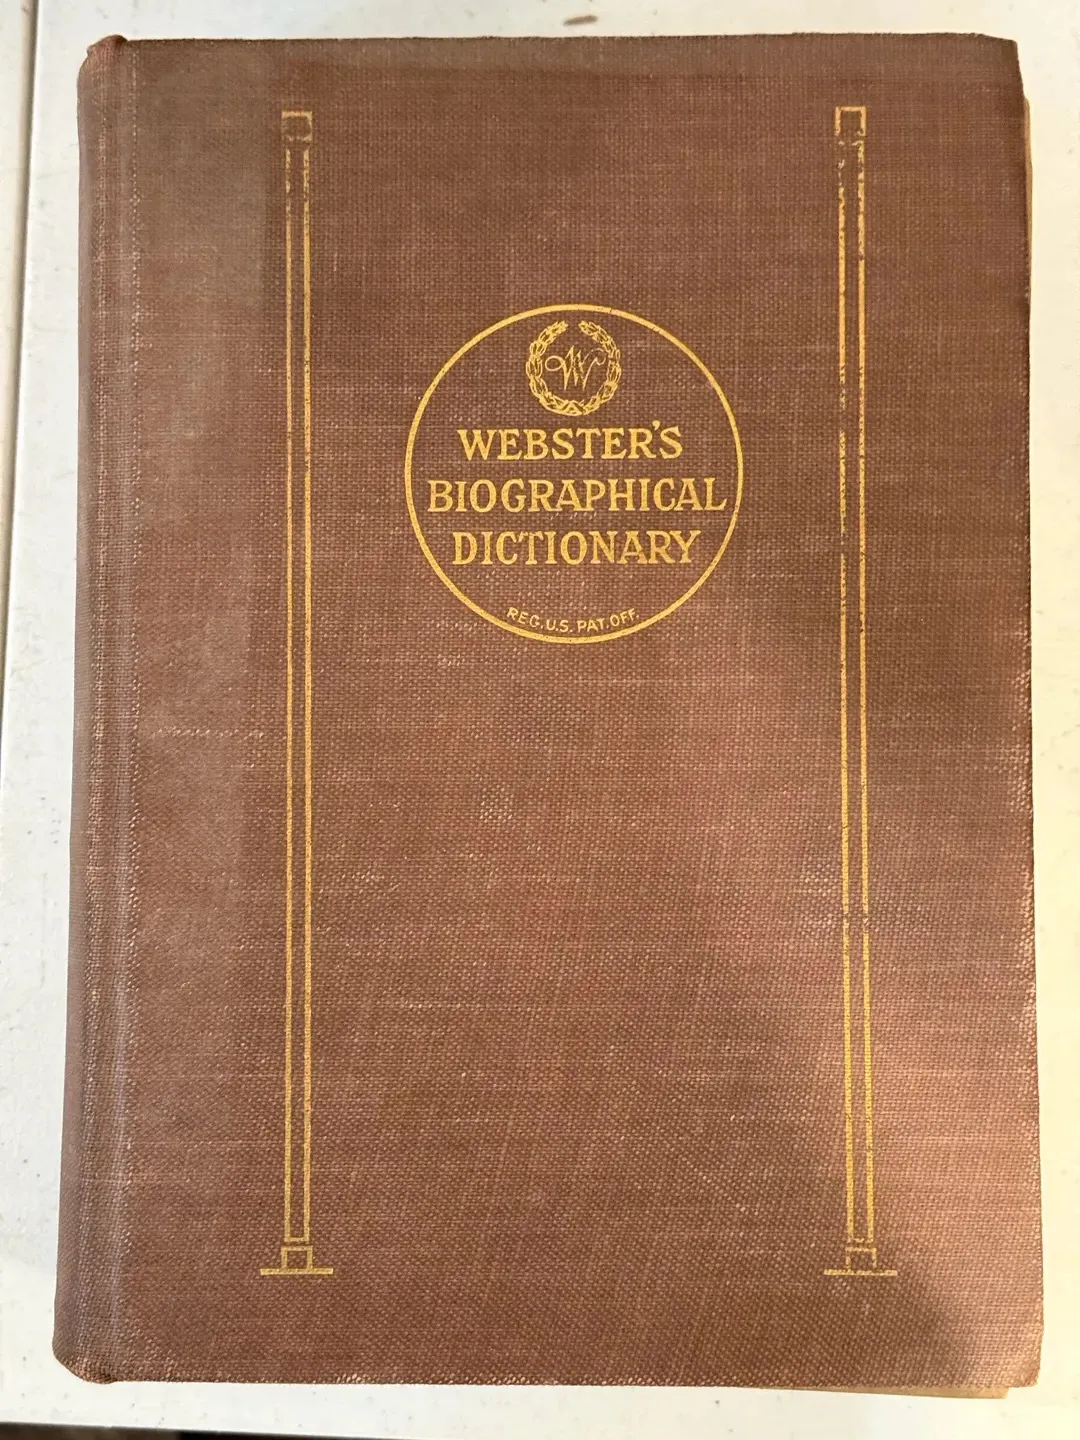 W
WEBSTER'S
BIOGRAPHICAL
DICTIONARY
REG. U.S. PAT. OFF.